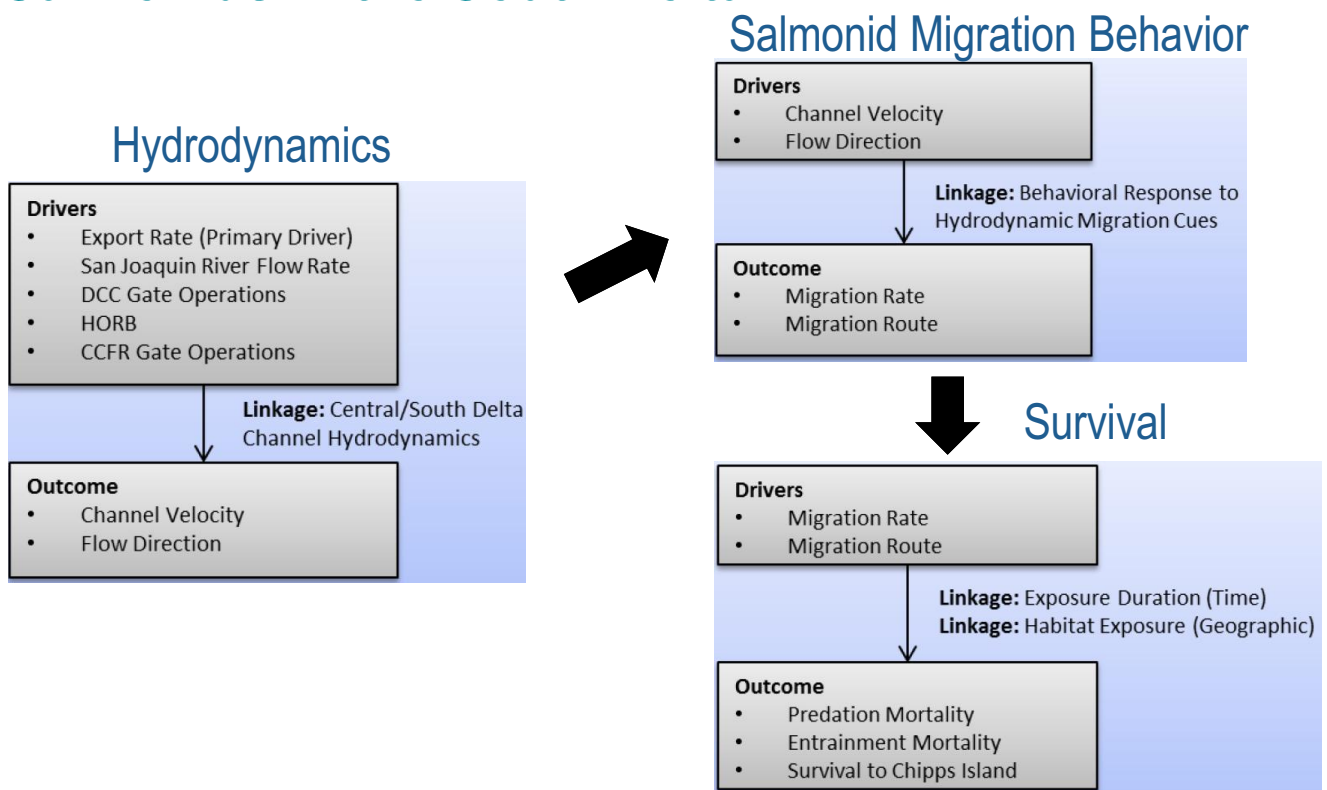 Hydrodynamics
Drivers
• Export Rate (Primary Driver)
• San Joaquin River Flow Rate
• DCC Gate Operations
• HORB
• CCFR Gate Operations
Linkage: Central/South Delta
Channel Hydrodynamics
Outcome
• Channel Velocity
• Flow Direction
Salmonid Migration Behavior
Drivers
• Channel Velocity
• Flow Direction
Linkage: Behavioral Response to
Hydrodynamic Migration Cues
Outcome
• Migration Rate
• Migration Route
Survival
Drivers
• Migration Rate
• Migration Route
Linkage: Exposure Duration (Time)
Linkage: Habitat Exposure (Geographic)
Outcome
• Predation Mortality
• Entrainment Mortality
• Survival to Chipps Island